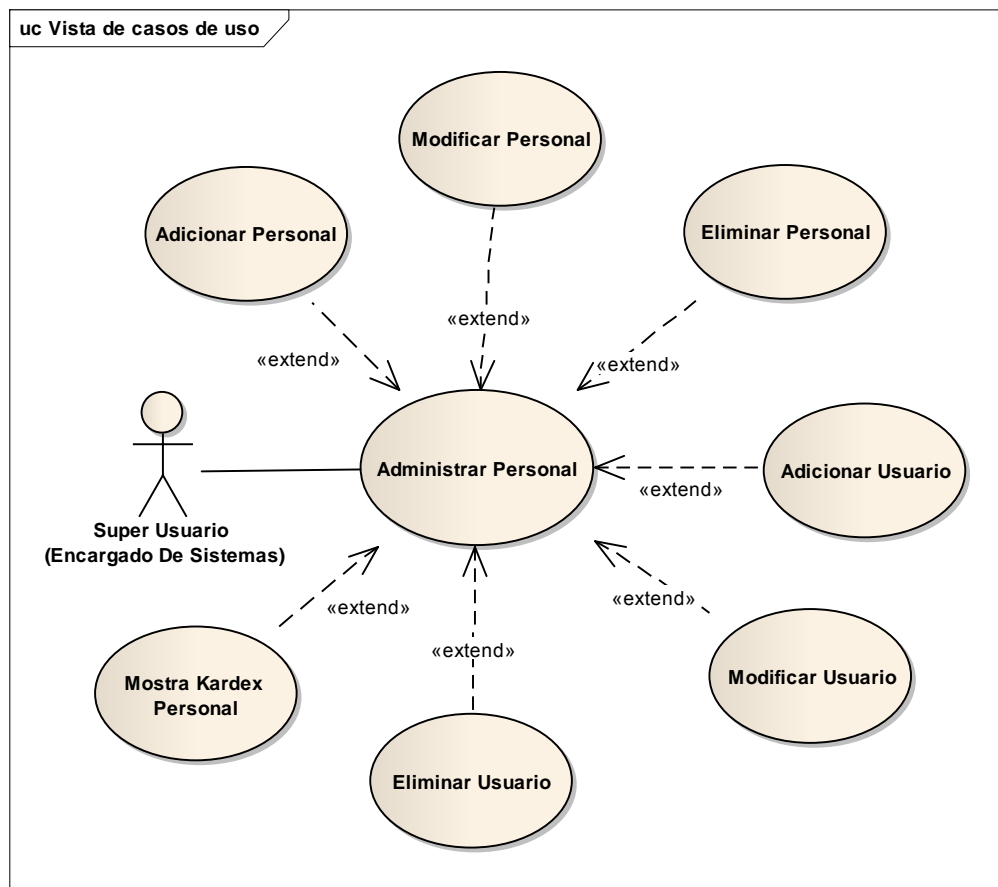 uc Vista de casos de uso
Modificar Personal
Adicionar Personal
Eliminar Personal
«extend»
«extend»
«extend»
Administrar Personal
Adicionar Usuario
«extend»
Super Usuario
(Encargado De Sistemas)
«extend»
«extend»
«extend»
Mostra Kardex
Personal
Modificar Usuario
Eliminar Usuario